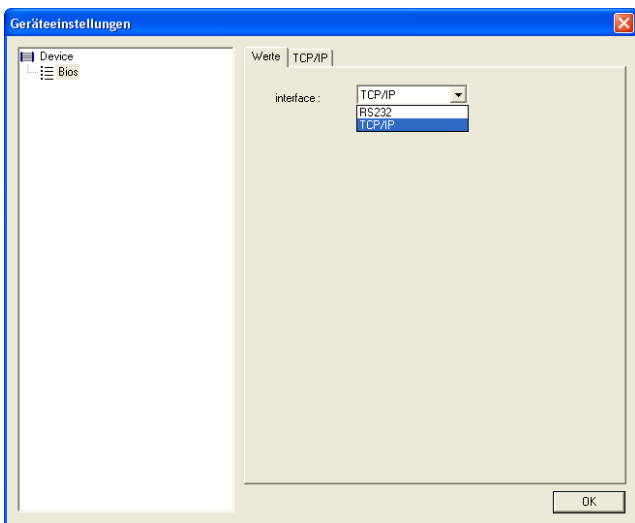 Geräteeinstellungen
Device
Bios
Werte
TCP/IP
interface :
TCP/IP
RS232
TCP/IP
OK